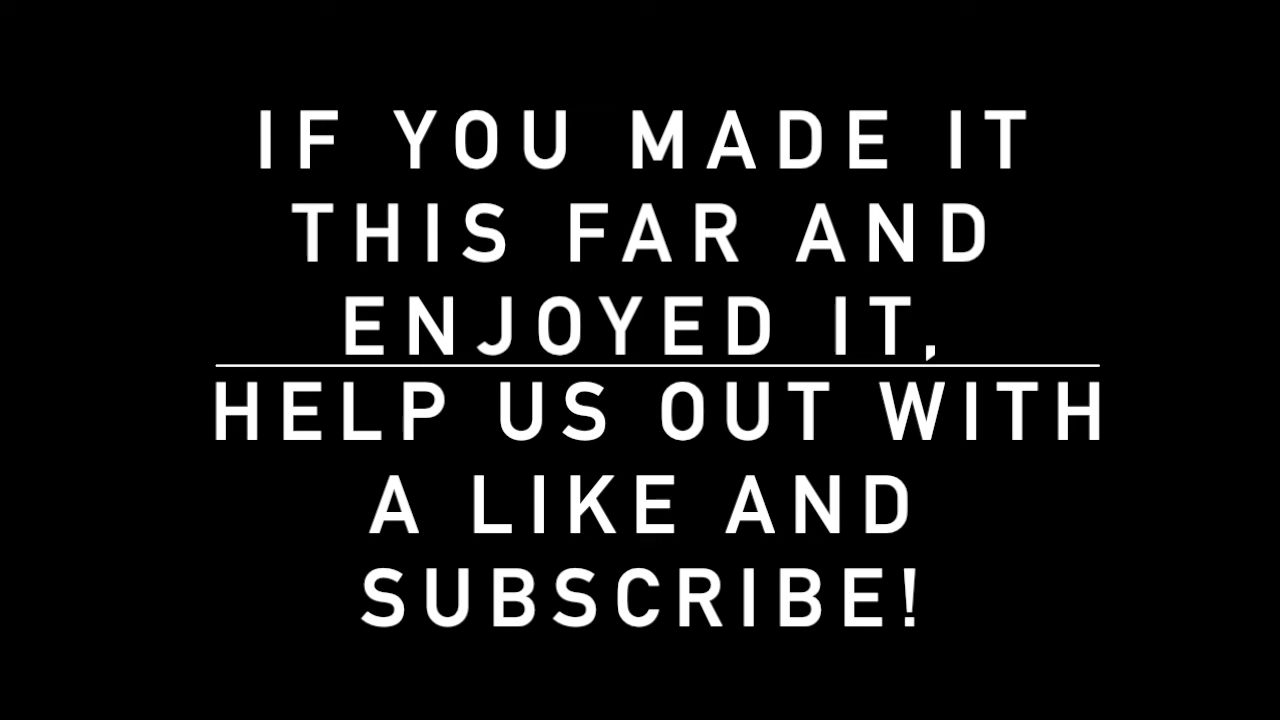 IF YOU MADE IT
THIS FAR AND
ENJOYED IT,
HELP US OUT WITH
A LIKE AND
SUBSCRIBE!